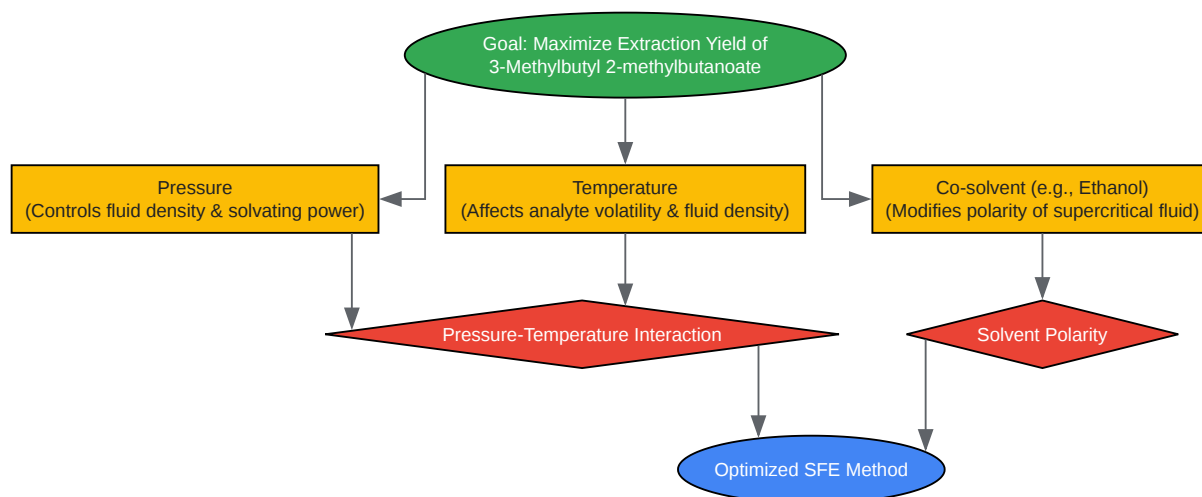 Goal: Maximize Extraction Yield of
3-Methylbutyl 2-methylbutanoate
Pressure
(Controls fluid density & solvating power)
Temperature
(Affects analyte volatility & fluid density)
Co-solvent (e.g., Ethanol)
(Modifies polarity of supercritical fluid)
Pressure-Temperature Interaction
Solvent Polarity
Optimized SFE Method